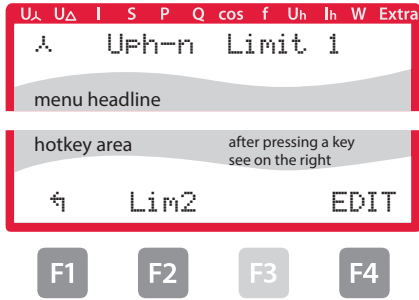 U⅄ U△ I S P Q cos f Uh Ih W Extra
⅄ UPh-n Limit 1
menu headline
hotkey area
after pressing a key
see on the right
Lim2 EDIT
F1 F2 F3 F4